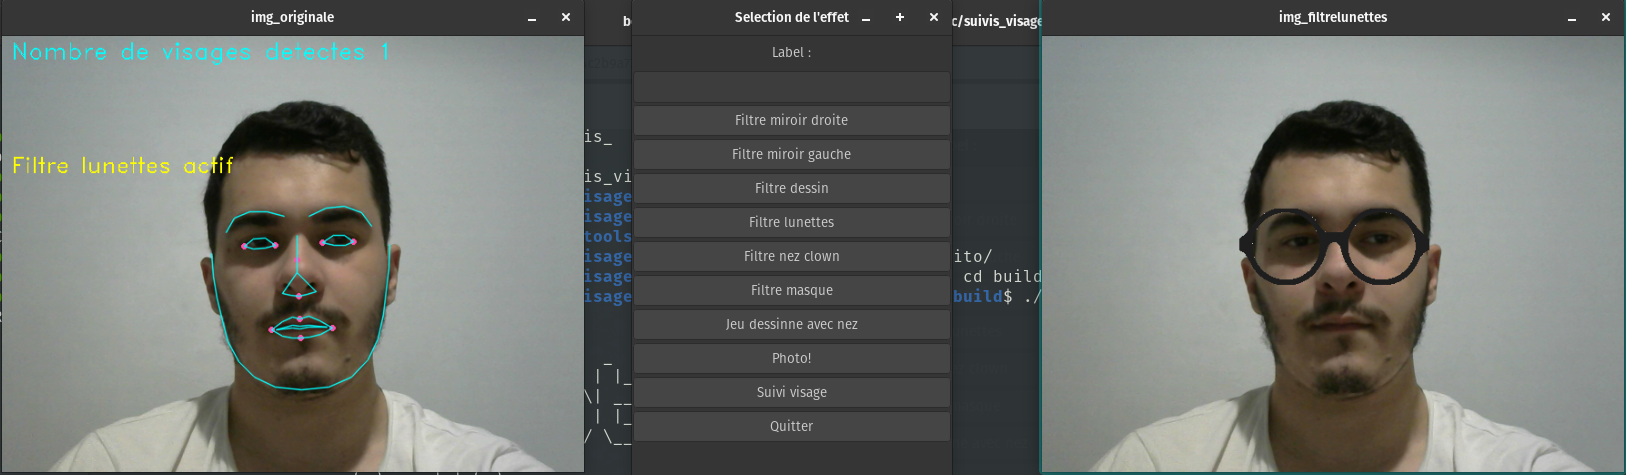 img_originale
Nombre de visages detectes 1
Filtre lunettes actif
Selection de l'effet
Label :
Filtre miroir droite
Filtre miroir gauche
Filtre dessin
Filtre lunettes
Filtre nez clown
Filtre masque
Jeu dessinne avec nez
Photo!
Suivi visage
Quitter
c/suivis_visage
is_
is_vi
isage
isage
tools
isage
ito/
isage
cd build
isage
build$ ./
img_filtrelunettes